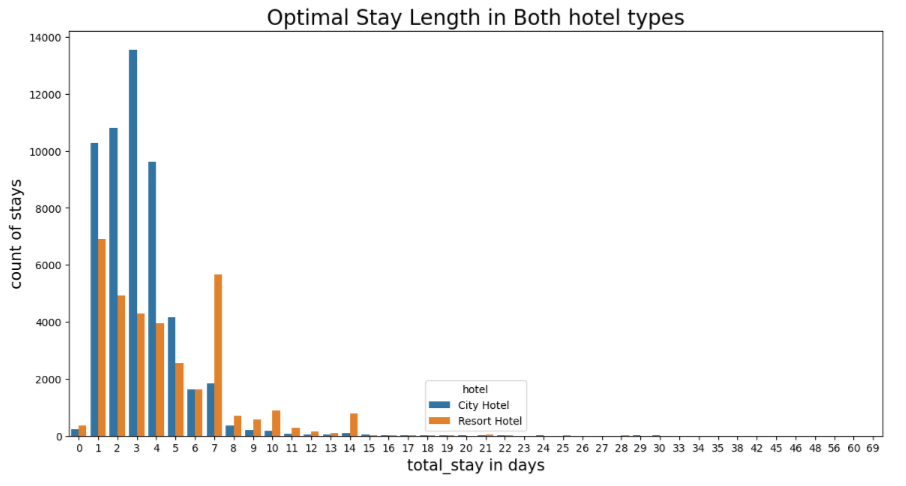 Optimal Stay Length in Both hotel types
14000
12000
10000
8000
6000
4000
2000
0
count of stays
hotel
City Hotel
Resort Hotel
0 1 2 3 4 5 6 7 8 9 10 11 12 13 14 15 16 17 18 19 20 21 22 23 24 25 26 27 28 29 30 33 34 35 38 42 45 46 48 56 60 69
total_stay in days